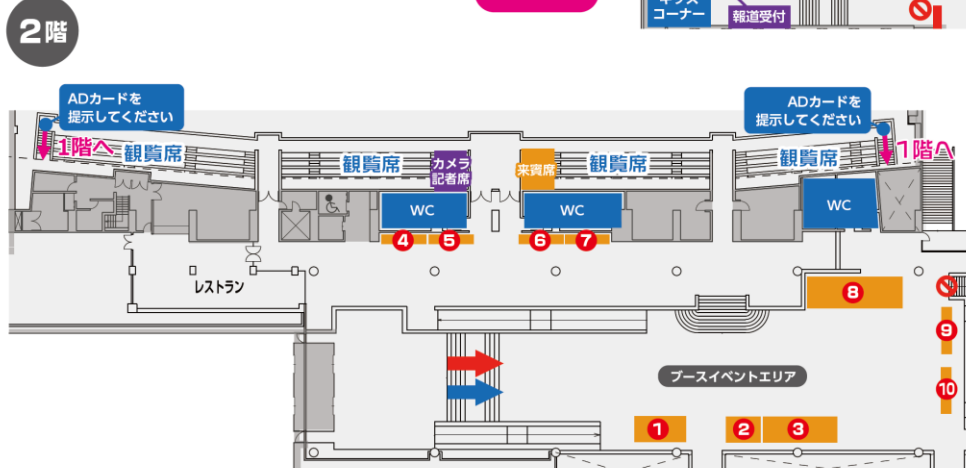 キッズ
コーナー
報道受付
2階
ADカードを
提示してください
ADカードを
提示してください
1階へ
観覧席
観覧席
カメラ
記者席
来賓席
観覧席
観覧席
1階へ
WC
WC
WC
4
5
6
7
レストラン
8
9
ブースイベントエリア
10
1
2
3